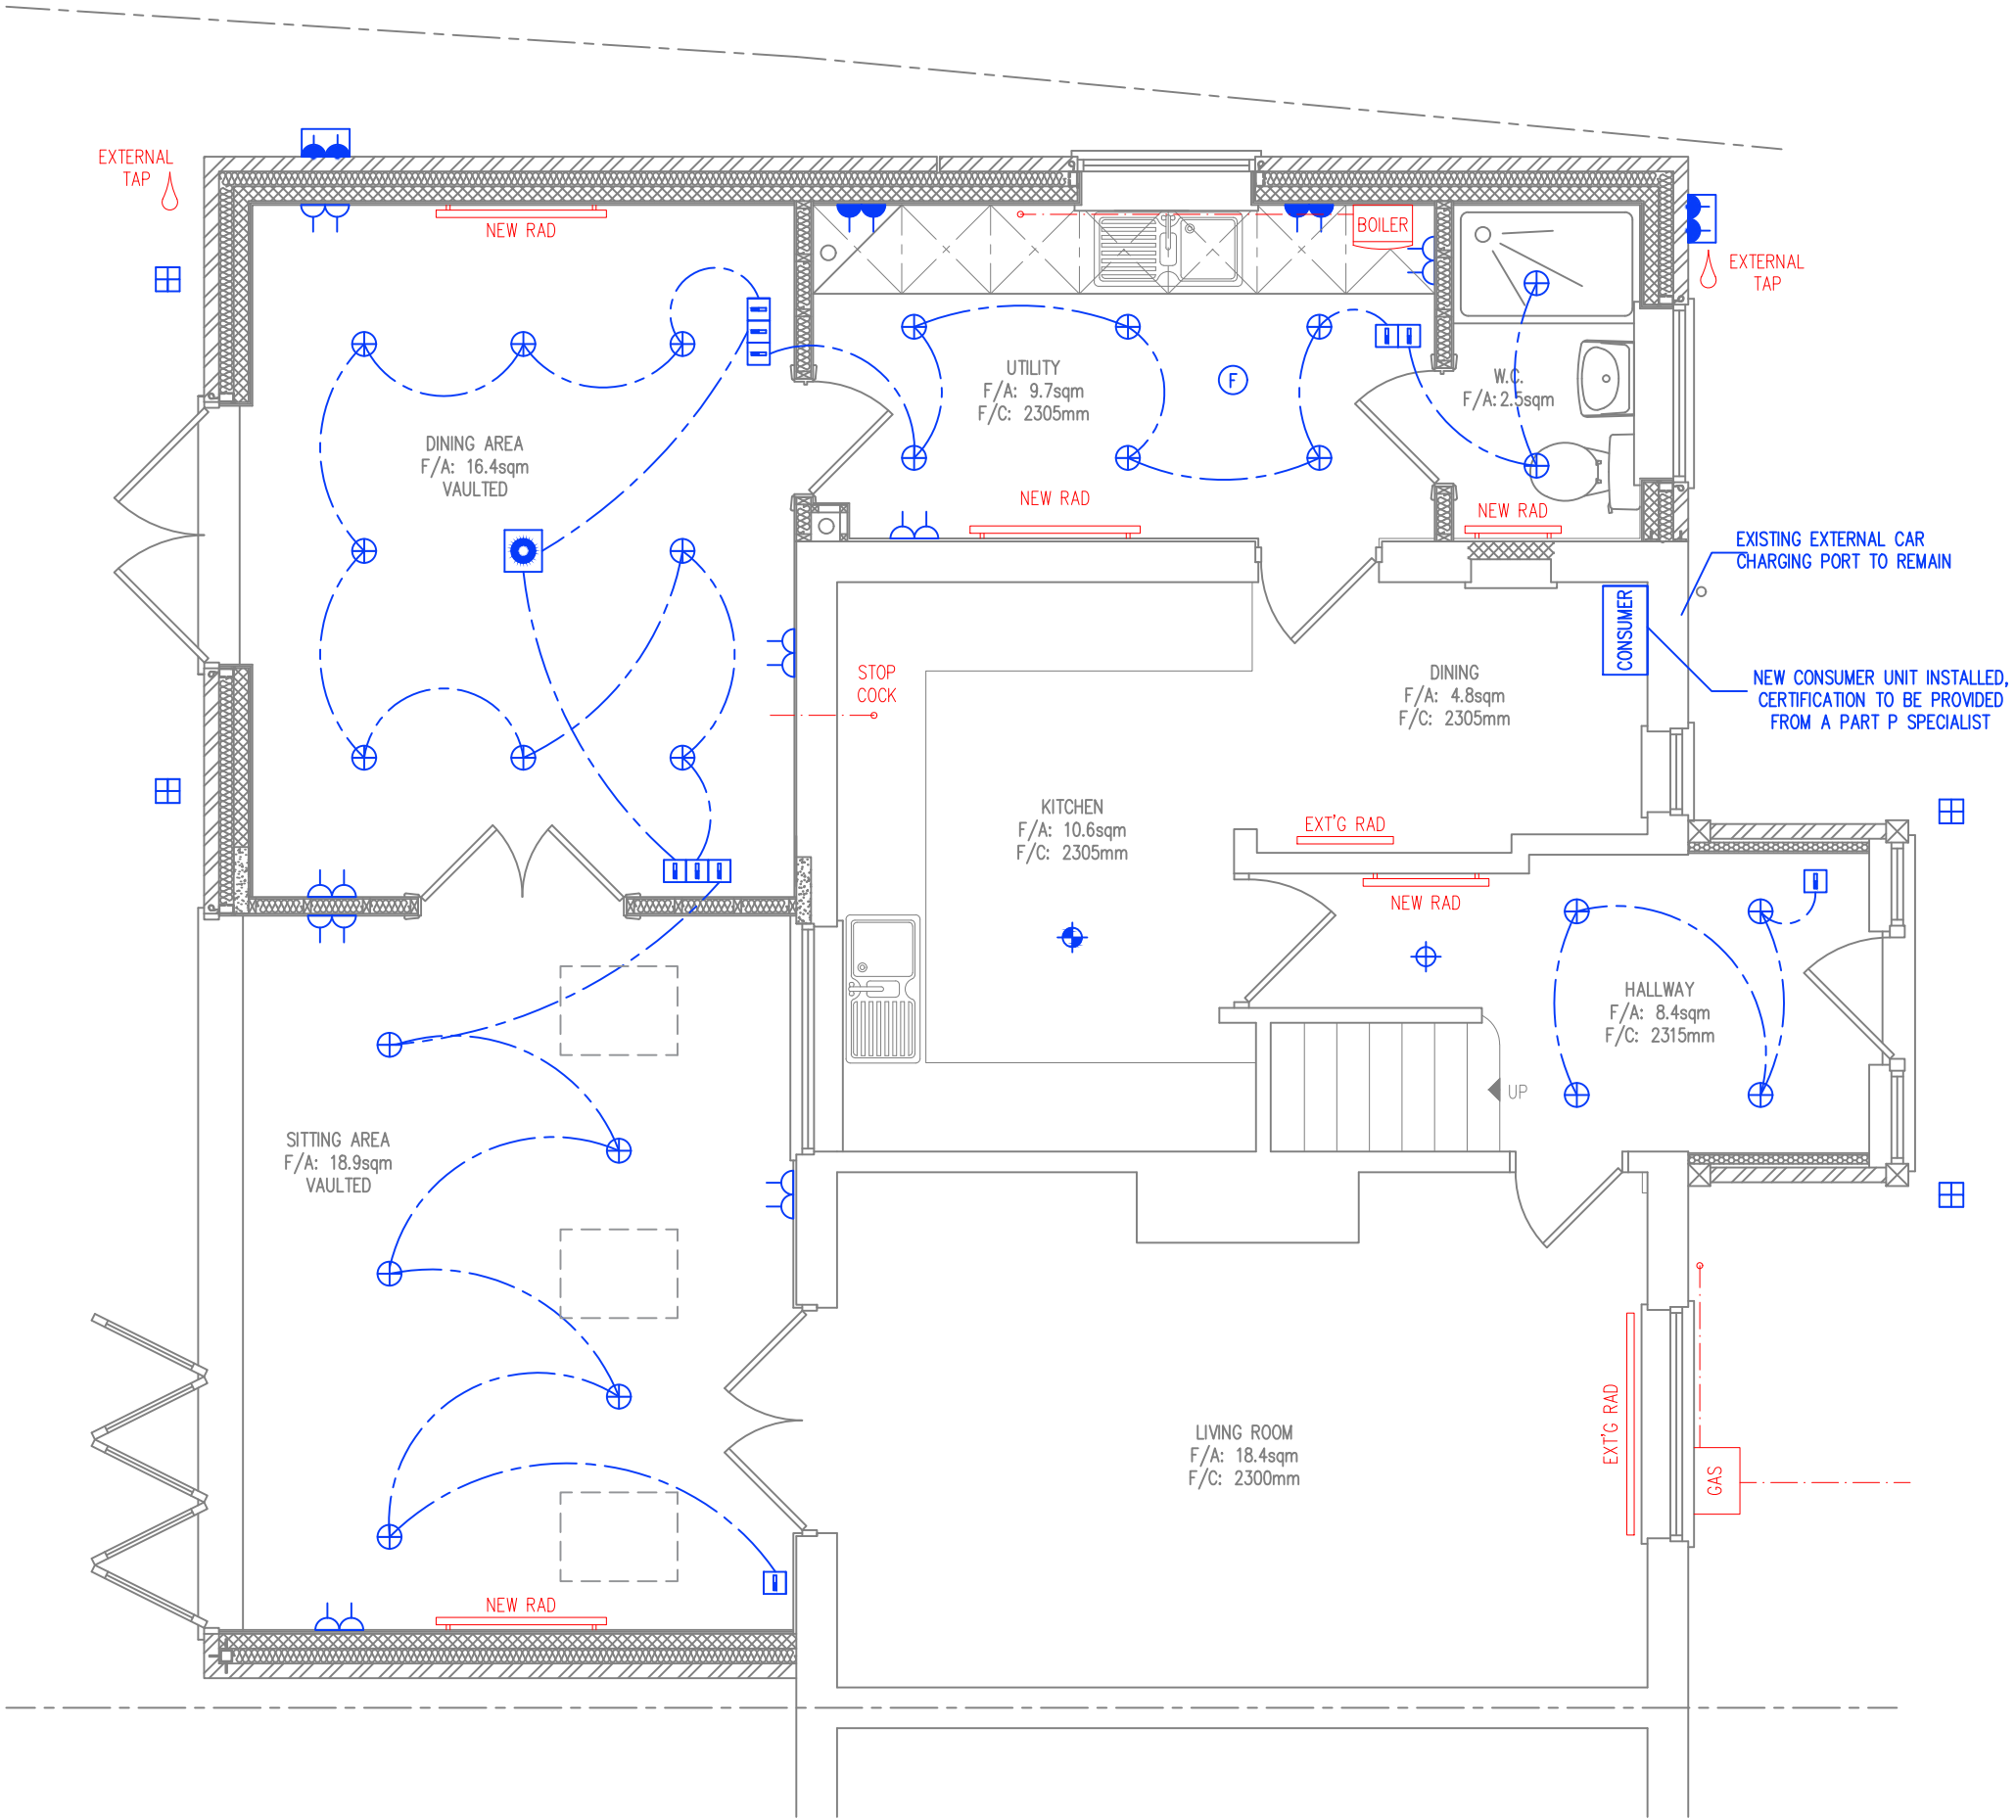 EXTERNAL
TAP
NEW RAD
BOILER
EXTERNAL
TAP
UTILITY
F/A: 9.7sqm
F/C: 2305mm
W.C.
F/A: 2.5sqm
F
DINING AREA
F/A: 16.4sqm
VAULTED
NEW RAD
NEW RAD
EXISTING EXTERNAL CAR
CHARGING PORT TO REMAIN
CONSUMER
STOP
COCK
DINING
F/A: 4.8sqm
F/C: 2305mm
NEW CONSUMER UNIT INSTALLED,
CERTIFICATION TO BE PROVIDED
FROM A PART P SPECIALIST
KITCHEN
F/A: 10.6sqm
F/C: 2305mm
EXT'G RAD
NEW RAD
HALLWAY
F/A: 8.4sqm
F/C: 2315mm
UP
SITTING AREA
F/A: 18.9sqm
VAULTED
LIVING ROOM
F/A: 18.4sqm
F/C: 2300mm
EXT'G RAD
GAS
NEW RAD